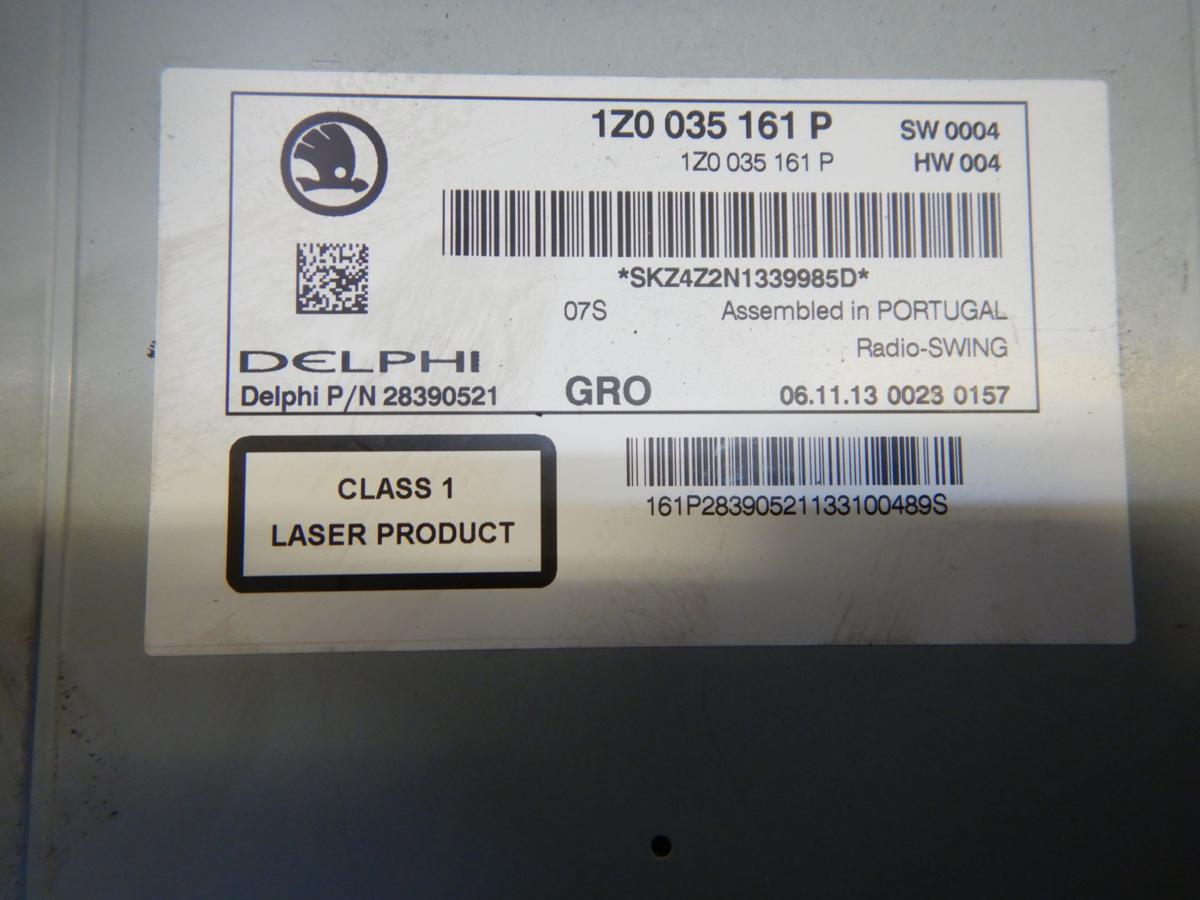 1Z0 035 161 P SW 0004
1Z0 035 161 P HW 004
*SKZ4Z2N1339985D*
07S Assembled in PORTUGAL
Radio-SWING
DELPHI
Delphi P/N 28390521 GRO 06.11.13 0023 0157
CLASS 1
LASER PRODUCT
161P28390521133100489S